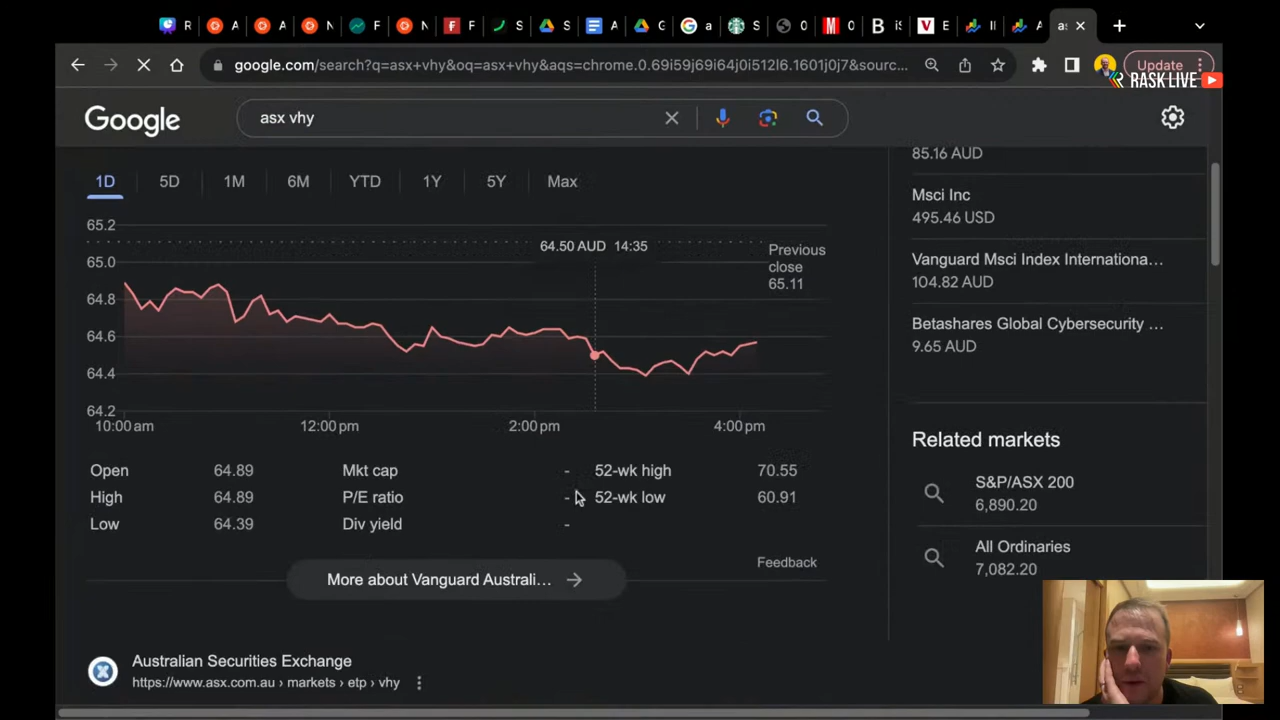 R
A
A
N
F
N
F
S
S
S
G
a
S
0
0
iS
E
II
A
as
google.com/search?q=asx+vhy&oq=asx+vhy&aqs=chrome.0.69i59j69i64j0i512l6.1601j0j7&sourc...
Update
RASK LIVE
Google
asx vhy
1D 5D 1M 6M YTD 1Y 5Y Max
65.2
65.0
64.8
64.6
64.4
64.2
64.50 AUD 14:35
Previous
close
65.11
10:00 am 12:00 pm 2:00 pm 4:00 pm
Open 64.89 Mkt cap - 52-wk high 70.55
High 64.89 P/E ratio - 52-wk low 60.91
Low 64.39 Div yield -
Feedback
More about Vanguard Australi...
Australian Securities Exchange
https://www.asx.com.au › markets › etp › vhy
85.16 AUD
Msci Inc
495.46 USD
Vanguard Msci Index Internationa...
104.82 AUD
Betashares Global Cybersecurity ...
9.65 AUD
Related markets
S&P/ASX 200
6,890.20
All Ordinaries
7,082.20